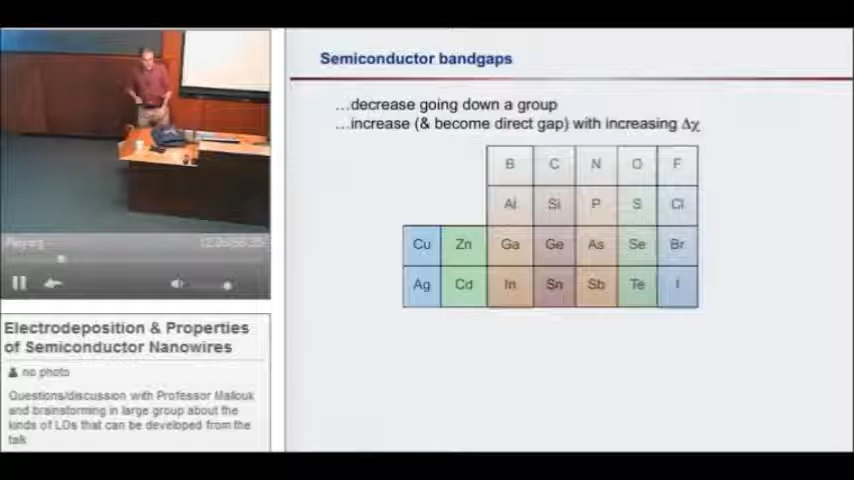 Semiconductor bandgaps
...decrease going down a group
...increase (& become direct gap) with increasing Δχ
B C N O F
Al Si P S Cl
Cu Zn Ga Ge As Se Br
Ag Cd In Sn Sb Te I
Playing
Electrodeposition & Properties
of Semiconductor Nanowires
no photo
Questions/discussion with Professor Mallouk
and brainstorming in large group about the
kinds of LOs that can be developed from the
talk